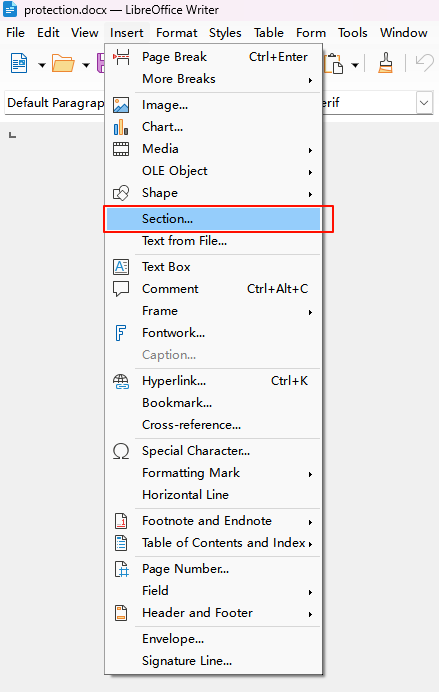 protection.docx — LibreOffice Writer
File Edit View Insert Format Styles Table Form Tools Window
Default Paragrap
erif
Page Break Ctrl+Enter
More Breaks
Image...
Chart...
Media
OLE Object
Shape
Section...
Text from File...
Text Box
Comment Ctrl+Alt+C
Frame
Fontwork...
Caption...
Hyperlink... Ctrl+K
Bookmark...
Cross-reference...
Special Character...
Formatting Mark
Horizontal Line
Footnote and Endnote
Table of Contents and Index
Page Number...
Field
Header and Footer
Envelope...
Signature Line...